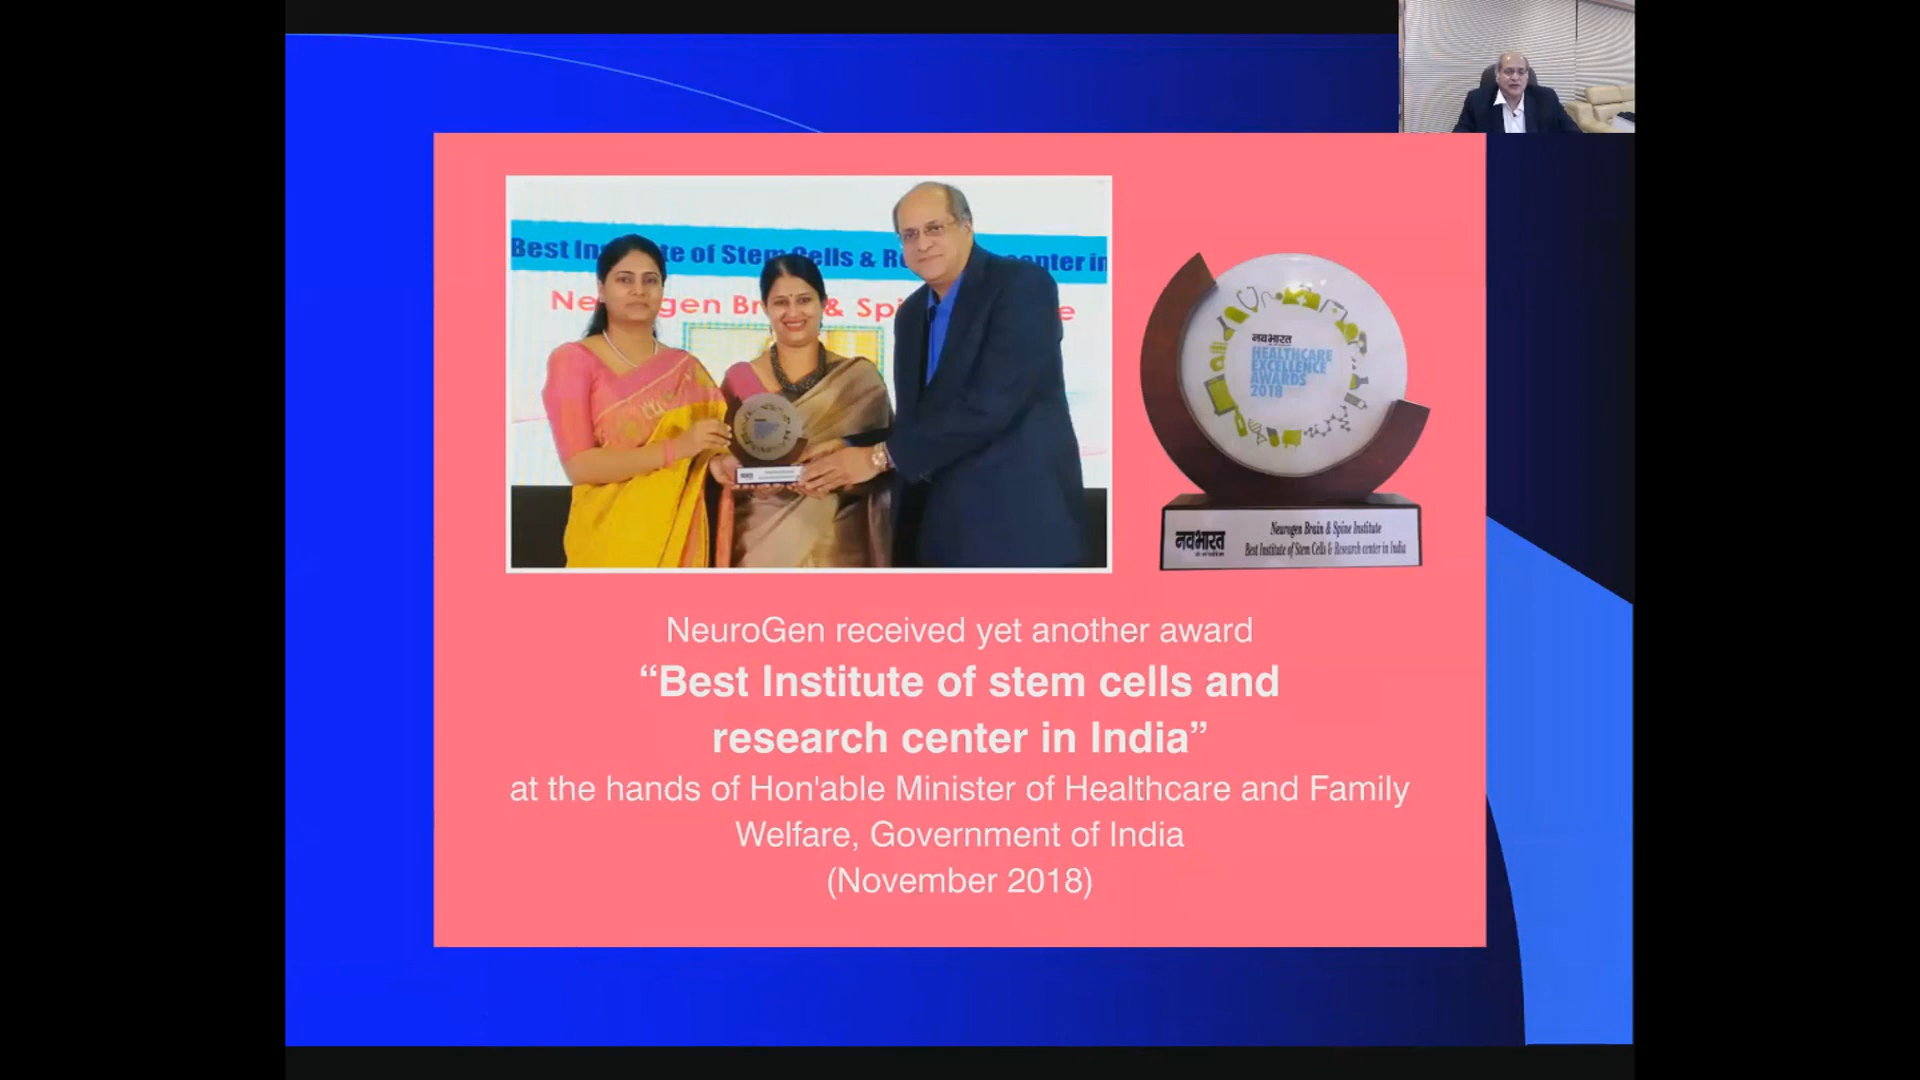 Best In te of Stem Cells & R center in
Ne gen Br & Sp e
नवभारत
HEALTHCARE
EXCELLENCE
AWARDS
2018
नवभारत
Neurogen Brain & Spine Institute
Best Institute of Stem Cells & Research center in India
NeuroGen received yet another award
“Best Institute of stem cells and
research center in India”
at the hands of Hon'able Minister of Healthcare and Family
Welfare, Government of India
(November 2018)